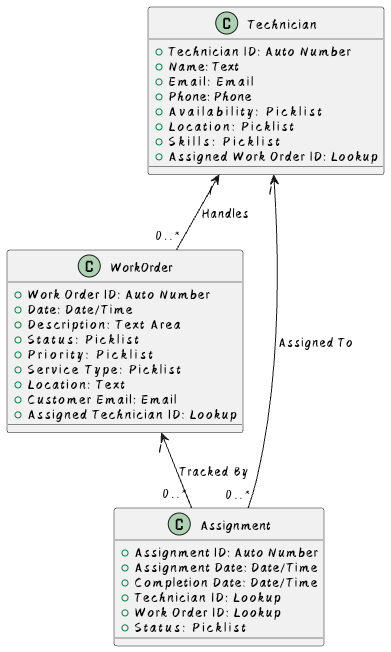 C Technician
Technician ID: Auto Number
Name: Text
Email: Email
Phone: Phone
Availability: Picklist
Location: Picklist
Skills: Picklist
Assigned Work Order ID: Lookup
1
1
Handles
0..*
C WorkOrder
Work Order ID: Auto Number
Date: Date/Time
Description: Text Area
Status: Picklist
Priority: Picklist
Service Type: Picklist
Location: Text
Customer Email: Email
Assigned Technician ID: Lookup
Assigned To
1
Tracked By
0..*
0..*
C Assignment
Assignment ID: Auto Number
Assignment Date: Date/Time
Completion Date: Date/Time
Technician ID: Lookup
Work Order ID: Lookup
Status: Picklist